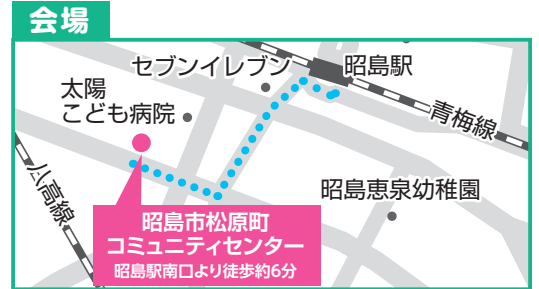 会場
セブンイレブン
昭島駅
太陽
こども病院
青梅線
八高線
昭島恵泉幼稚園
昭島市松原町
コミュニティセンター
昭島駅南口より徒歩約6分